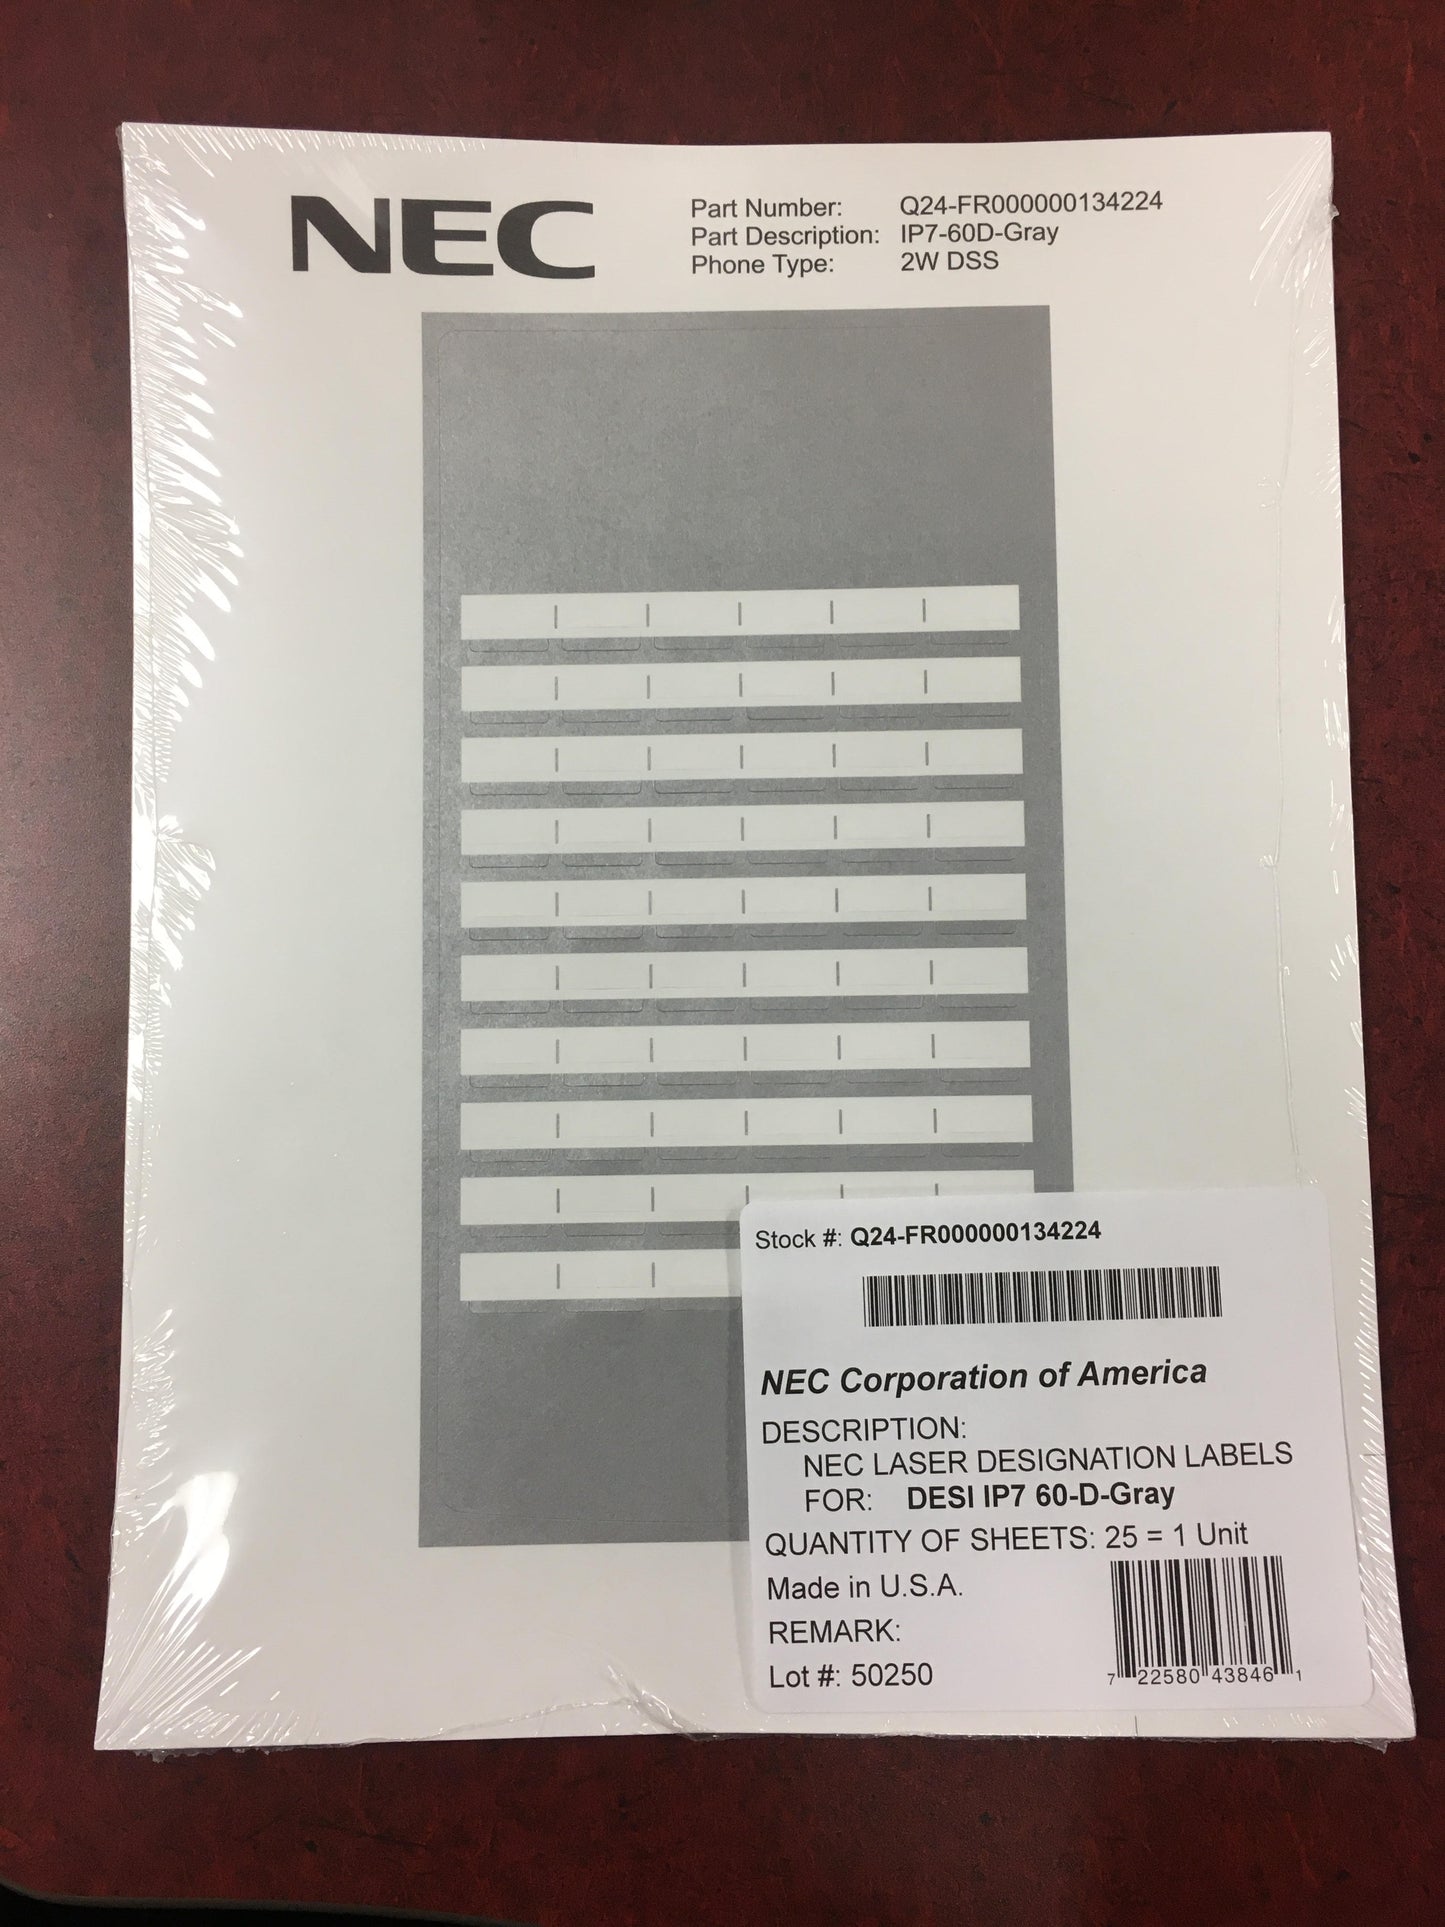 NEC
Part Number: Q24-FR000000134224
Part Description: IP7-60D-Gray
Phone Type: 2W DSS
Stock #: Q24-FR000000134224
NEC Corporation of America
DESCRIPTION:
NEC LASER DESIGNATION LABELS
FOR: DESI IP7 60-D-Gray
QUANTITY OF SHEETS: 25 = 1 Unit
Made in U.S.A.
REMARK:
Lot #: 50250
7 22580 43846 1